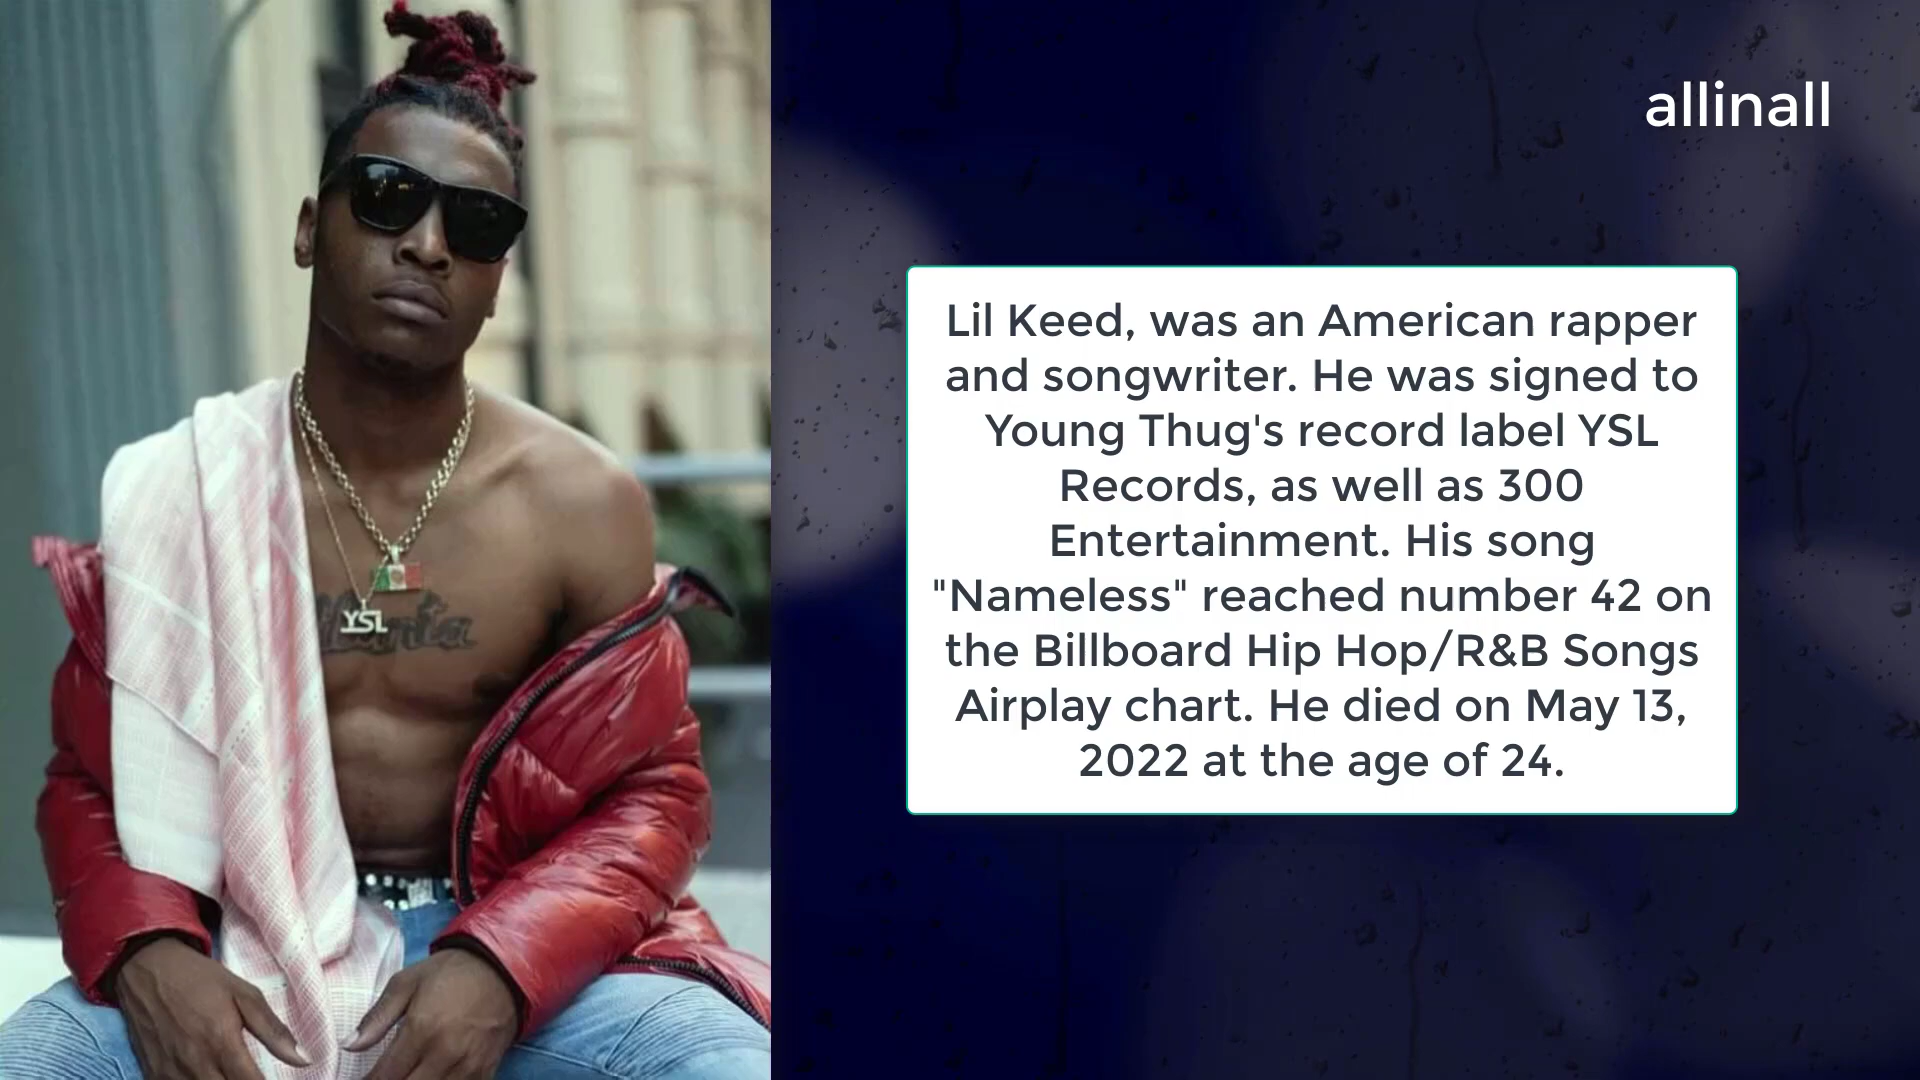 allinall
Lil Keed, was an American rapper
and songwriter. He was signed to
Young Thug's record label YSL
Records, as well as 300
Entertainment. His song
"Nameless" reached number 42 on
the Billboard Hip Hop/R&B Songs
Airplay chart. He died on May 13,
2022 at the age of 24.
YSL